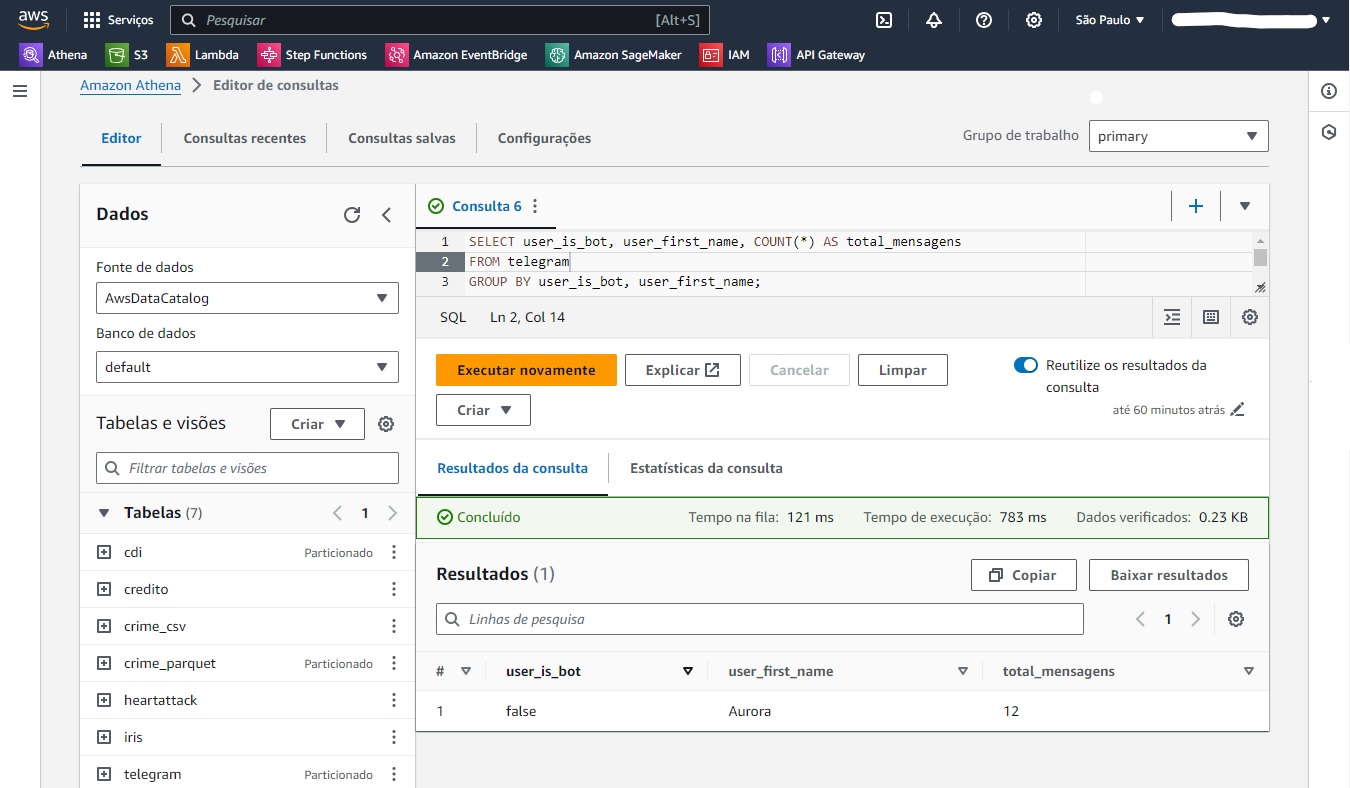 aws Serviços Pesquisar [Alt+S] São Paulo
Athena S3 Lambda Step Functions Amazon EventBridge Amazon SageMaker IAM API Gateway
Amazon Athena Editor de consultas
Editor Consultas recentes Consultas salvas Configurações Grupo de trabalho primary
Dados
Fonte de dados
AwsDataCatalog
Banco de dados
default
Tabelas e visões Criar
Filtrar tabelas e visões
Tabelas (7) 1
cdi Particionado
credito
crime_csv
crime_parquet Particionado
heartattack
iris
telegram Particionado
Consulta 6
1 SELECT user_is_bot, user_first_name, COUNT(*) AS total_mensagens
2 FROM telegram
3 GROUP BY user_is_bot, user_first_name;
SQL Ln 2, Col 14
Executar novamente Explicar Cancelar Limpar
Criar
Reutilize os resultados da
consulta
até 60 minutos atrás
Resultados da consulta Estatísticas da consulta
Concluído Tempo na fila: 121 ms Tempo de execução: 783 ms Dados verificados: 0.23 KB
Resultados (1) Copiar Baixar resultados
Linhas de pesquisa 1
# user_is_bot user_first_name total_mensagens
1 false Aurora 12